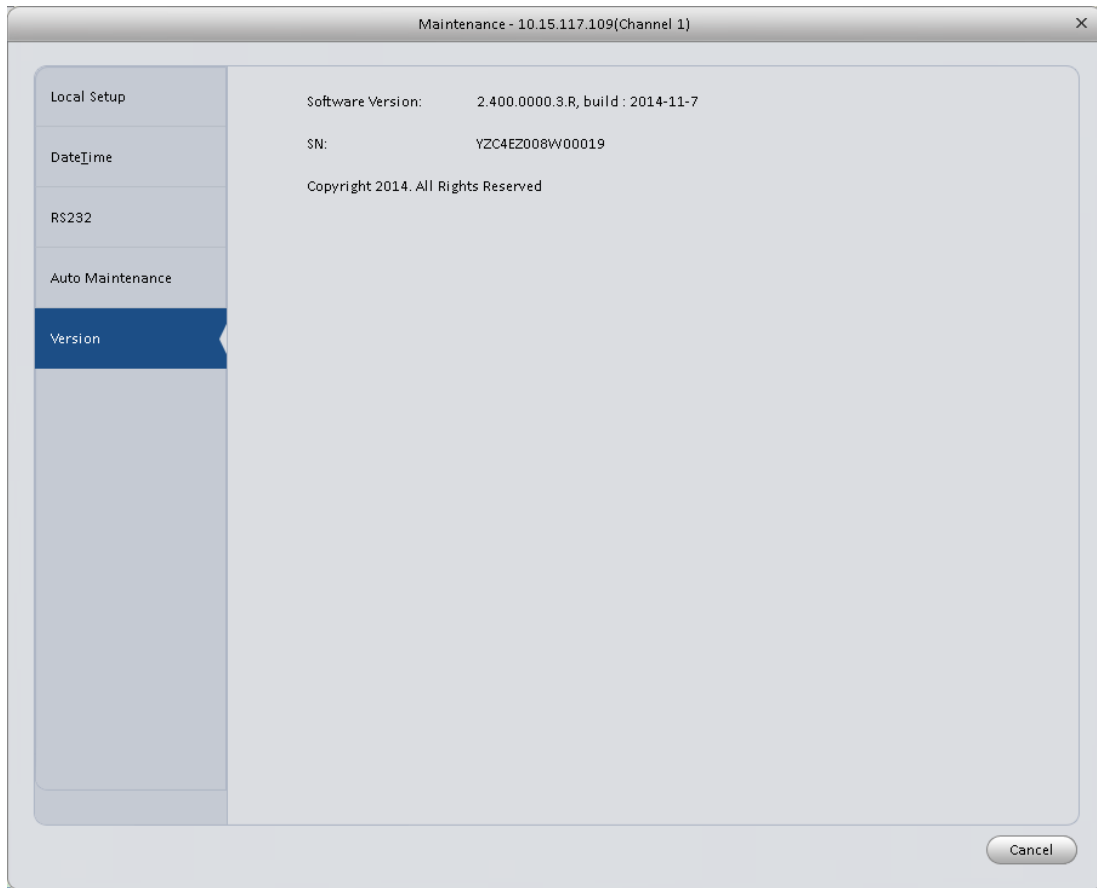 Maintenance - 10.15.117.109(Channel 1)
Local Setup
DateTime
RS232
Auto Maintenance
Version
Software Version: 2.400.0000.3.R, build : 2014-11-7
SN: YZC4EZ008W00019
Copyright 2014. All Rights Reserved
Cancel